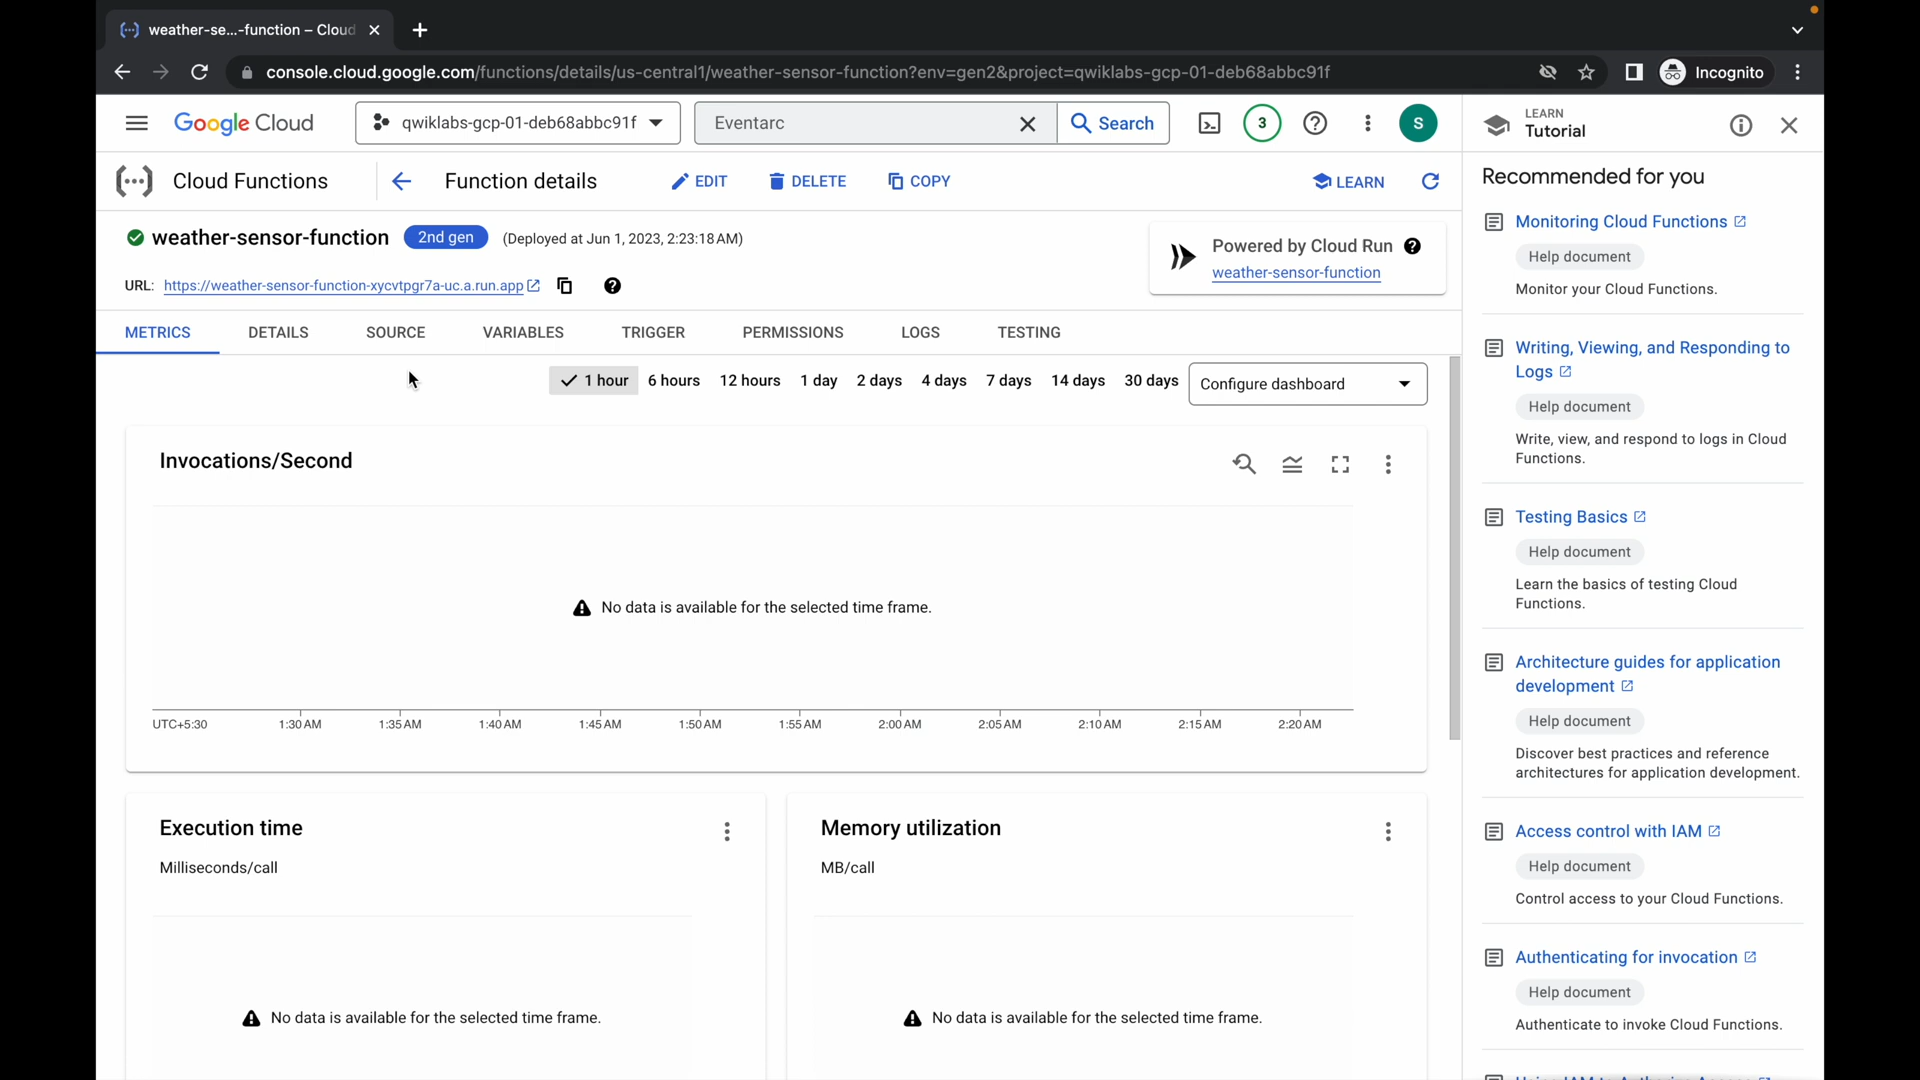 weather-se...-function – Cloud
console.cloud.google.com/functions/details/us-central1/weather-sensor-function?env=gen2&project=qwiklabs-gcp-01-deb68abbc91f
Incognito
Google Cloud
qwiklabs-gcp-01-deb68abbc91f
Eventarc
Search
3
S
LEARN
Tutorial
Cloud Functions
Function details
EDIT
DELETE
COPY
LEARN
weather-sensor-function
2nd gen
(Deployed at Jun 1, 2023, 2:23:18 AM)
URL: https://weather-sensor-function-xycvtpgr7a-uc.a.run.app
Powered by Cloud Run
weather-sensor-function
METRICS
DETAILS
SOURCE
VARIABLES
TRIGGER
PERMISSIONS
LOGS
TESTING
1 hour
6 hours
12 hours
1 day
2 days
4 days
7 days
14 days
30 days
Configure dashboard
Invocations/Second
No data is available for the selected time frame.
UTC+5:30
1:30 AM
1:35 AM
1:40 AM
1:45 AM
1:50 AM
1:55 AM
2:00 AM
2:05 AM
2:10 AM
2:15 AM
2:20 AM
Execution time
Milliseconds/call
No data is available for the selected time frame.
Memory utilization
MB/call
No data is available for the selected time frame.
Recommended for you
Monitoring Cloud Functions
Help document
Monitor your Cloud Functions.
Writing, Viewing, and Responding to
Logs
Help document
Write, view, and respond to logs in Cloud
Functions.
Testing Basics
Help document
Learn the basics of testing Cloud
Functions.
Architecture guides for application
development
Help document
Discover best practices and reference
architectures for application development.
Access control with IAM
Help document
Control access to your Cloud Functions.
Authenticating for invocation
Help document
Authenticate to invoke Cloud Functions.